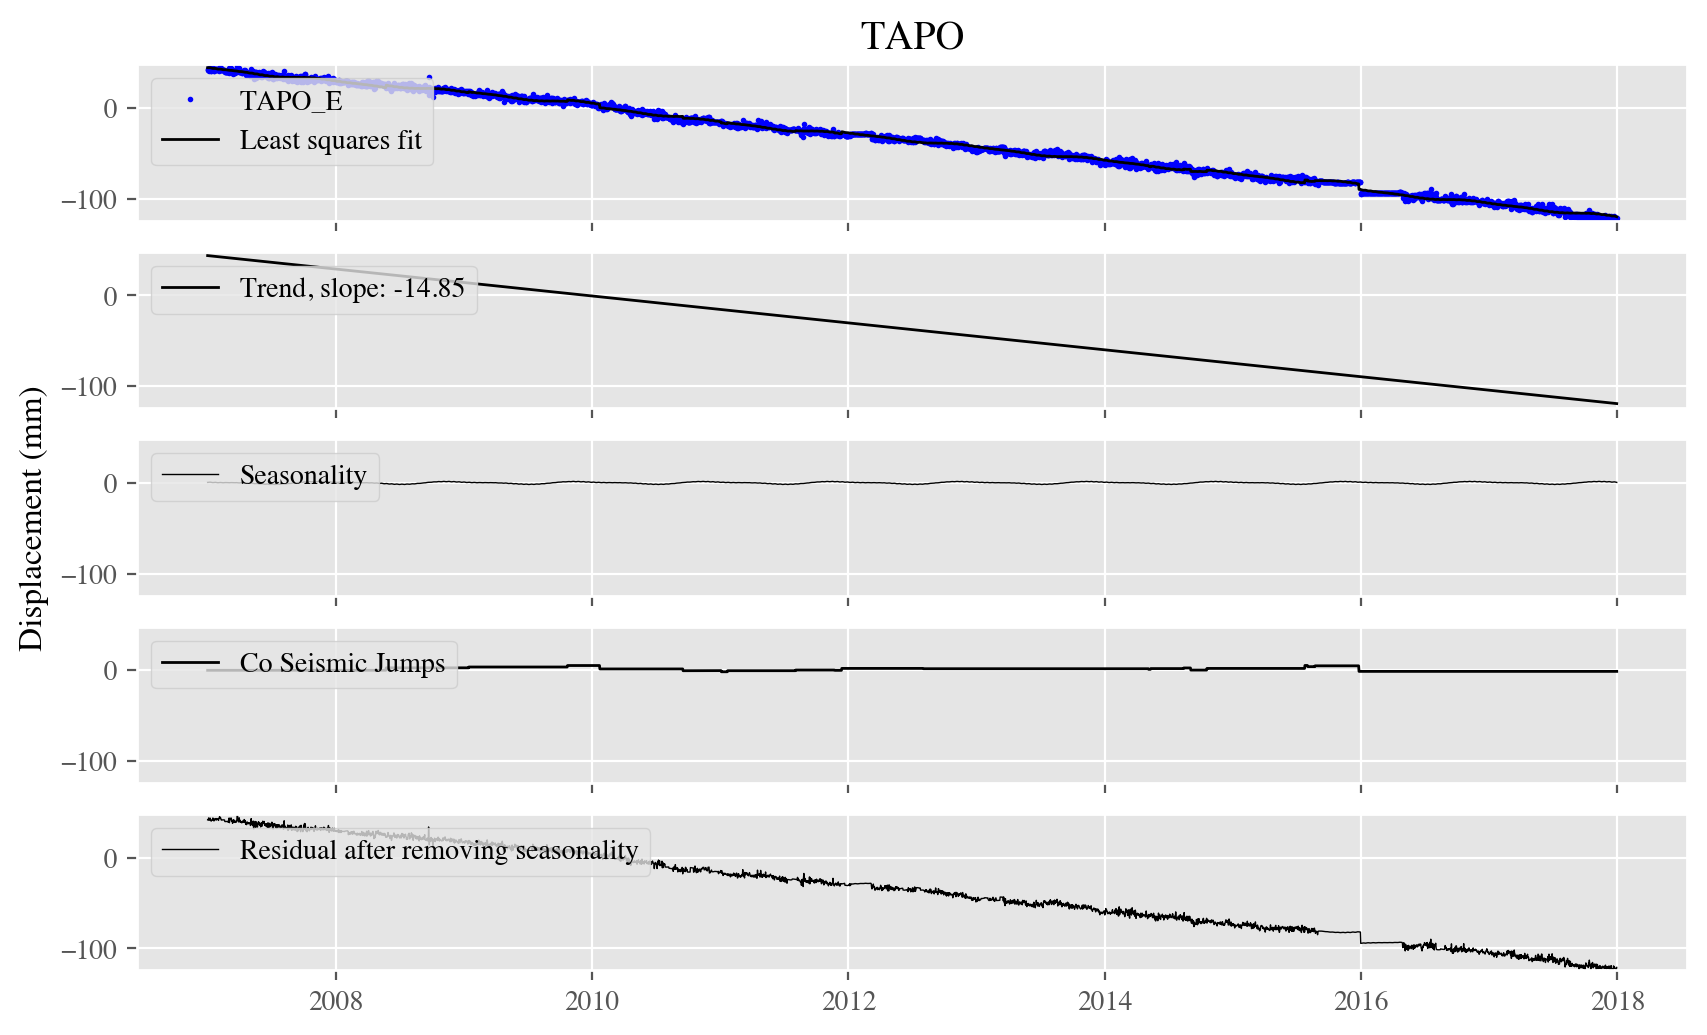 TAPO
Displacement (mm)
0
−100
TAPO_E
Least squares fit
0
−100
Trend, slope: -14.85
0
−100
Seasonality
0
−100
Co Seismic Jumps
0
−100
Residual after removing seasonality
2008 2010 2012 2014 2016 2018